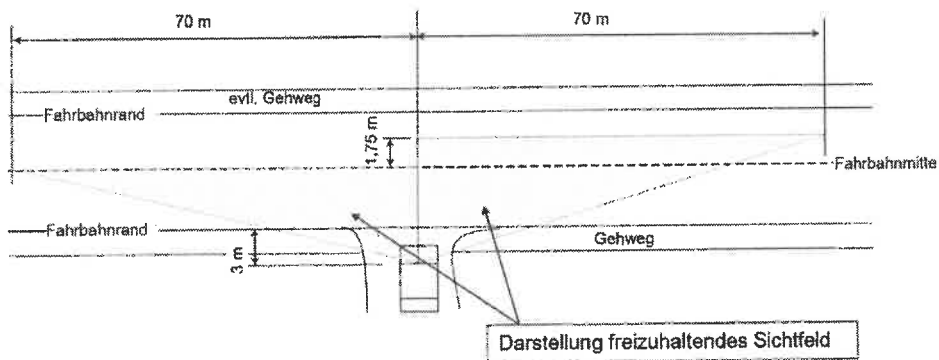 70 m
70 m
evtl. Gehweg
Fahrbahnrand
1,75 m
Fahrbahnmitte
Fahrbahnrand
Gehweg
3 m
Darstellung freizuhaltendes Sichtfeld